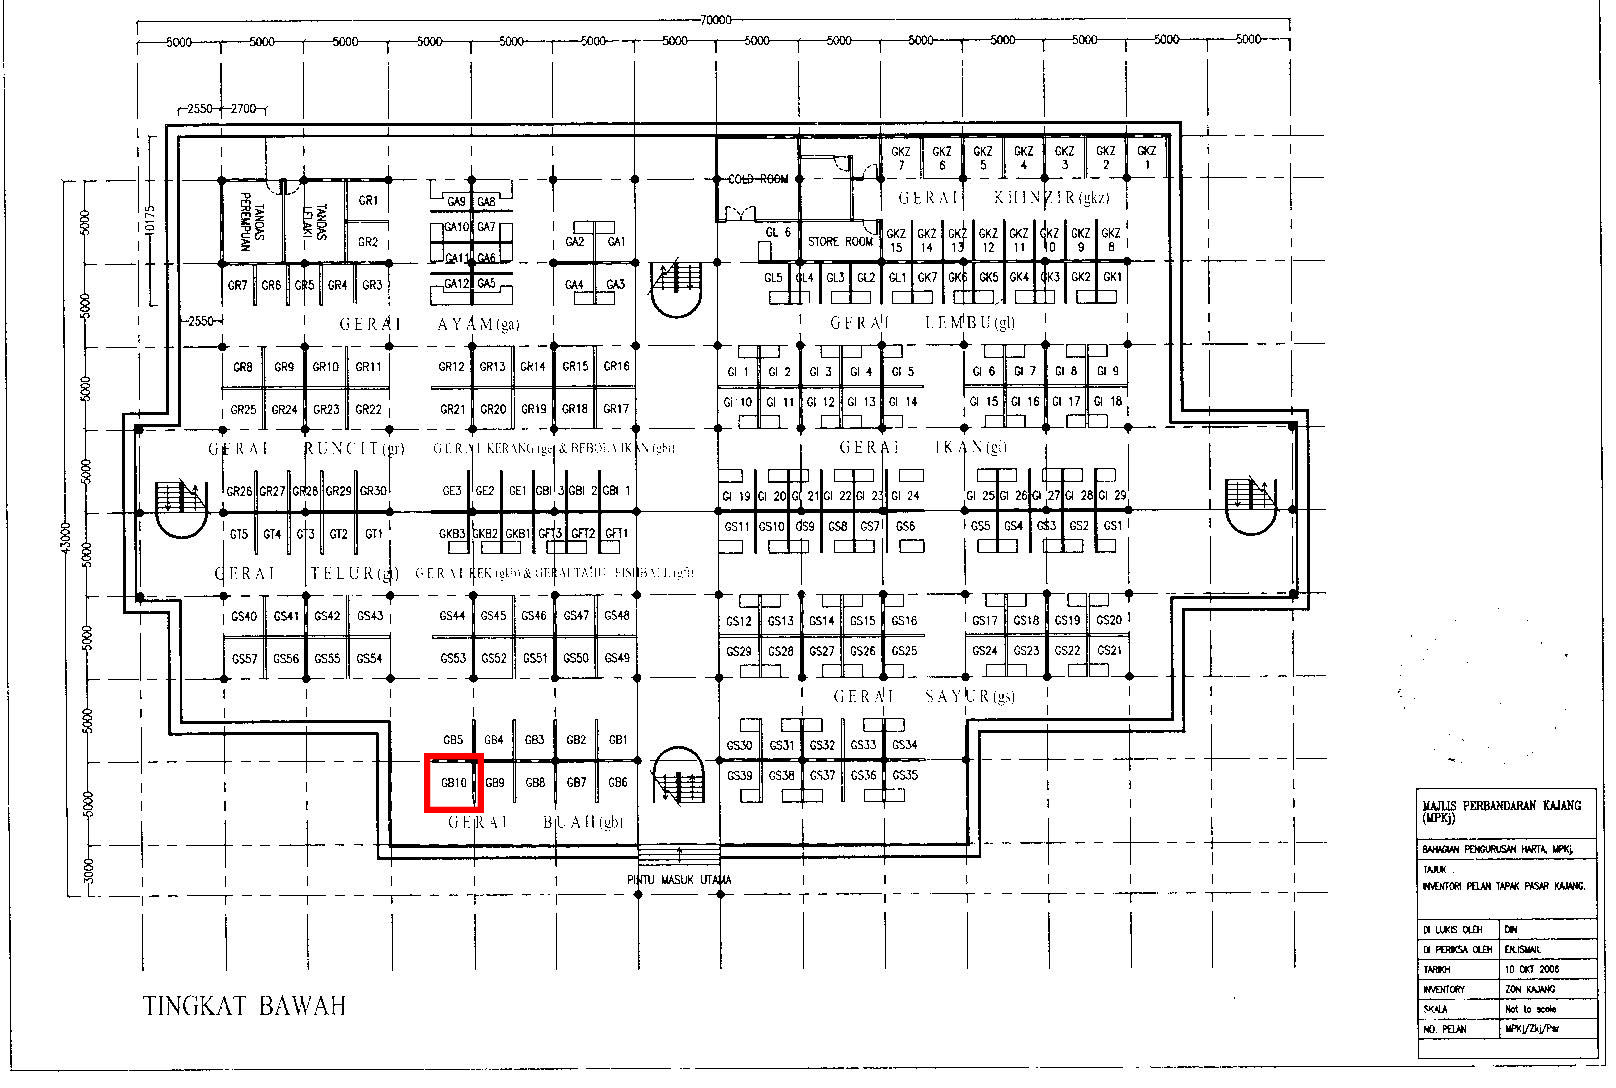 70000
5000 5000 5000 5000 5000 5000 5000 5000 5000 5000 5000 5000 5000 5000
2550 2700
GKZ 7 GKZ 6 GKZ 5 GKZ 4 GKZ 3 GKZ 2 GKZ 1
COLD ROOM
GERAI KHINZIR(gkz)
TANDAS PEREMPUAN
TANDAS LELAKI
GR1
GR2
GA9 GA8
GA10 GA7
GA11 GA6
GA12 GA5
GA2 GA1
GA4 GA3
GL 6
STORE ROOM
GKZ 15 GKZ 14 GKZ 13 GKZ 12 GKZ 11 GKZ 10 GKZ 9 GKZ 8
GR7 GR6 GR5 GR4 GR3
GL5 GL4 GL3 GL2 GL1 GK7 GK6 GK5 GK4 GK3 GK2 GK1
10175
2550
43000
5000
5000
5000
5000
5000
5000
5000
5000
3000
GERAI AYAM(ga)
GERAI LEMBU(gl)
GR8 GR9 GR10 GR11 GR12 GR13 GR14 GR15 GR16
GI 1 GI 2 GI 3 GI 4 GI 5 GI 6 GI 7 GI 8 GI 9
GR25 GR24 GR23 GR22 GR21 GR20 GR19 GR18 GR17
GI 10 GI 11 GI 12 GI 13 GI 14 GI 15 GI 16 GI 17 GI 18
GERAI RUNCIT(gr)
GERAI KERANG(ge) & BEBOLA IKAN(gbi)
GERAI IKAN(gi)
GR26 GR27 GR28 GR29 GR30 GE3 GE2 GE1 GBI 3 GBI 2 GBI 1
GI 19 GI 20 GI 21 GI 22 GI 23 GI 24 GI 25 GI 26 GI 27 GI 28 GI 29
GT5 GT4 GT3 GT2 GT1 GKB3 GKB2 GKB1 GFT3 GFT2 GFT1
GS11 GS10 GS9 GS8 GS7 GS6 GS5 GS4 GS3 GS2 GS1
GERAI TELUR(gt)
GERAI
GS40 GS41 GS42 GS43 GS44 GS45 GS46 GS47 GS48
GS12 GS13 GS14 GS15 GS16 GS17 GS18 GS19 GS20
GS57 GS56 GS55 GS54 GS53 GS52 GS51 GS50 GS49
GS29 GS28 GS27 GS26 GS25 GS24 GS23 GS22 GS21
GERAI SAYUR(gs)
GB5 GB4 GB3 GB2 GB1
GS30 GS31 GS32 GS33 GS34
GB10 GB9 GB8 GB7 GB6
GS39 GS38 GS37 GS36 GS35
GERAI BUAH(gb)
PINTU MASUK UTAMA
TINGKAT BAWAH
MAJLIS PERBANDARAN KAJANG
(MPKj)
BAHAGIAN PENGURUSAN HARTA, MPKj.
TAJUK :
INVENTORI PELAN TAPAK PASAR KAJANG.
DI LUKIS OLEH DIN
DI PERIKSA OLEH EN.ISMAIL
TARIKH 10 OKT 2006
INVENTORY ZON KAJANG
SKALA Not to scale
NO. PELAN MPKj/Zkj/Psr